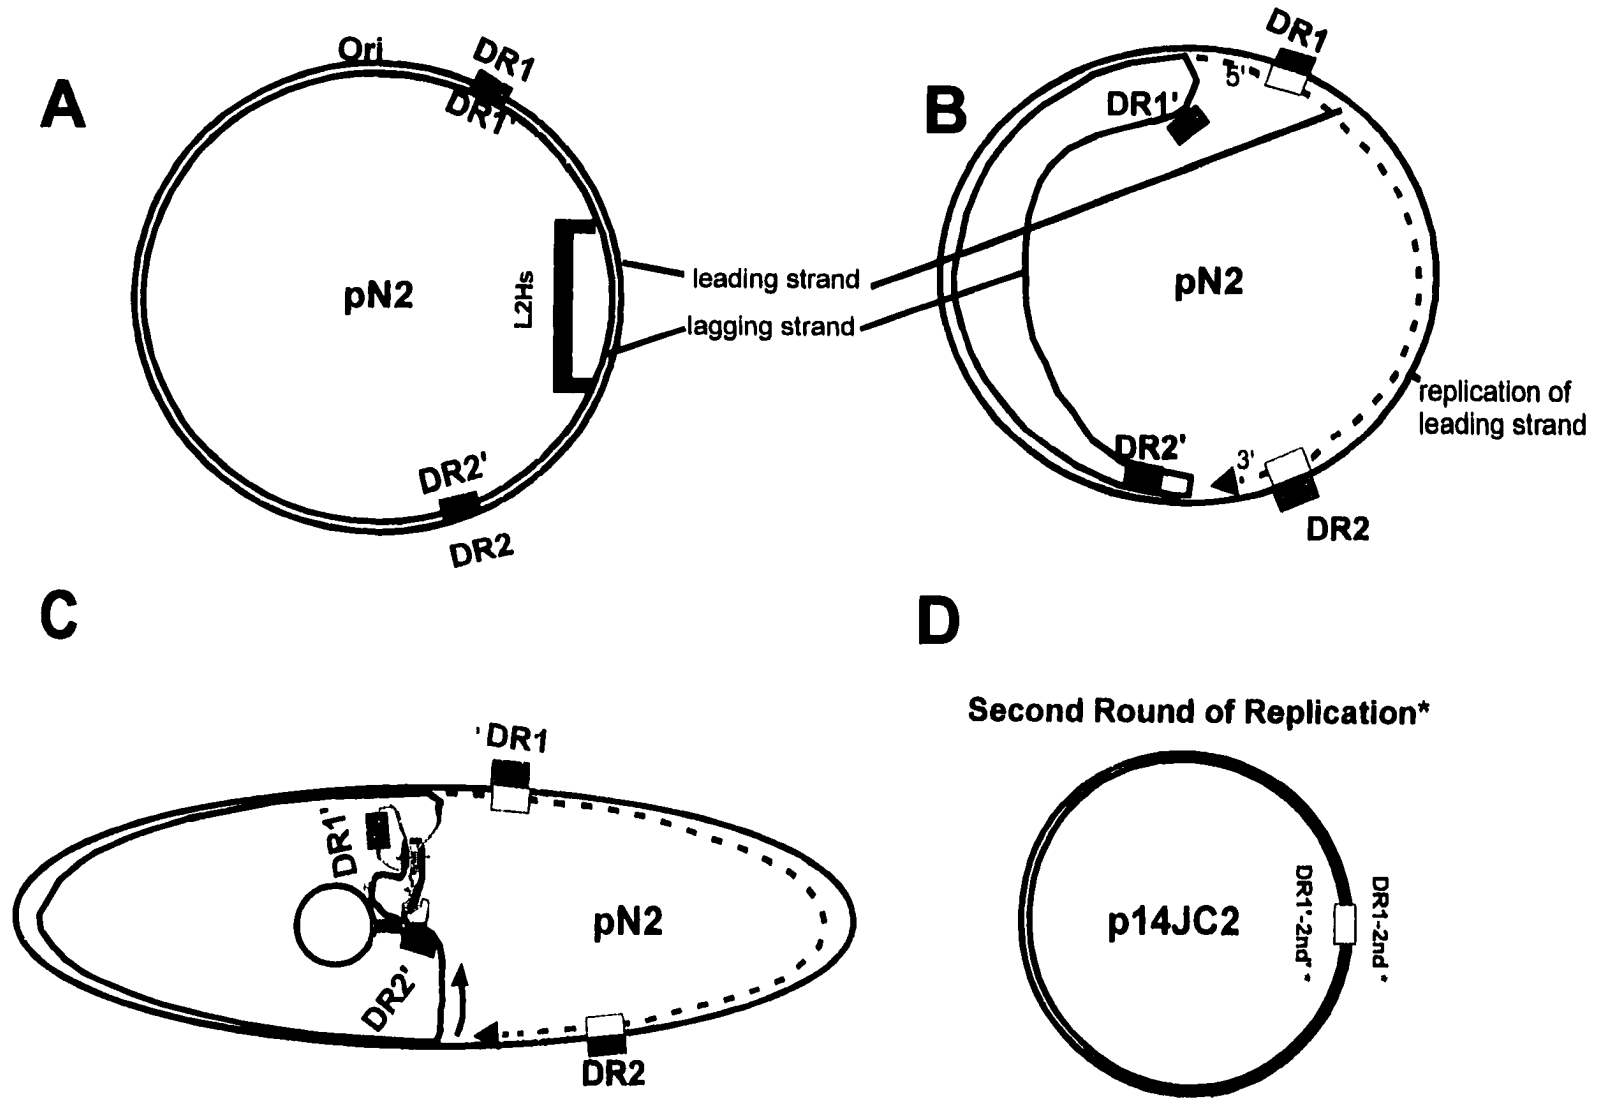 A
Ori
DR1
DR1'
pN2
L2Hs
DR2'
DR2
leading strand
lagging strand
B
DR1
5'
DR1'
pN2
replication of
leading strand
DR2'
3'
DR2
C
'DR1
DR1'
pN2
DR2'
DR2
D
Second Round of Replication*
p14JC2
DR1'-2nd' *
DR1-2nd *